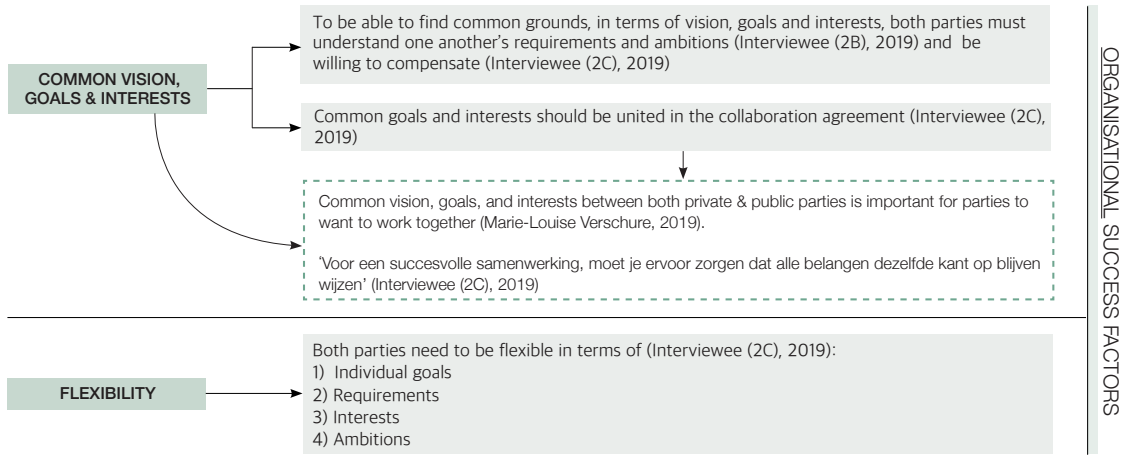 COMMON VISION,
GOALS & INTERESTS
To be able to find common grounds, in terms of vision, goals and interests, both parties must
understand one another’s requirements and ambitions (Interviewee (2B), 2019) and be
willing to compensate (Interviewee (2C), 2019)
Common goals and interests should be united in the collaboration agreement (Interviewee (2C),
2019)
Common vision, goals, and interests between both private & public parties is important for parties to
want to work together (Marie-Louise Verschure, 2019).
‘Voor een succesvolle samenwerking, moet je ervoor zorgen dat alle belangen dezelfde kant op blijven
wijzen’ (Interviewee (2C), 2019)
FLEXIBILITY
Both parties need to be flexible in terms of (Interviewee (2C), 2019):
1) Individual goals
2) Requirements
3) Interests
4) Ambitions
ORGANISATIONAL SUCCESS FACTORS